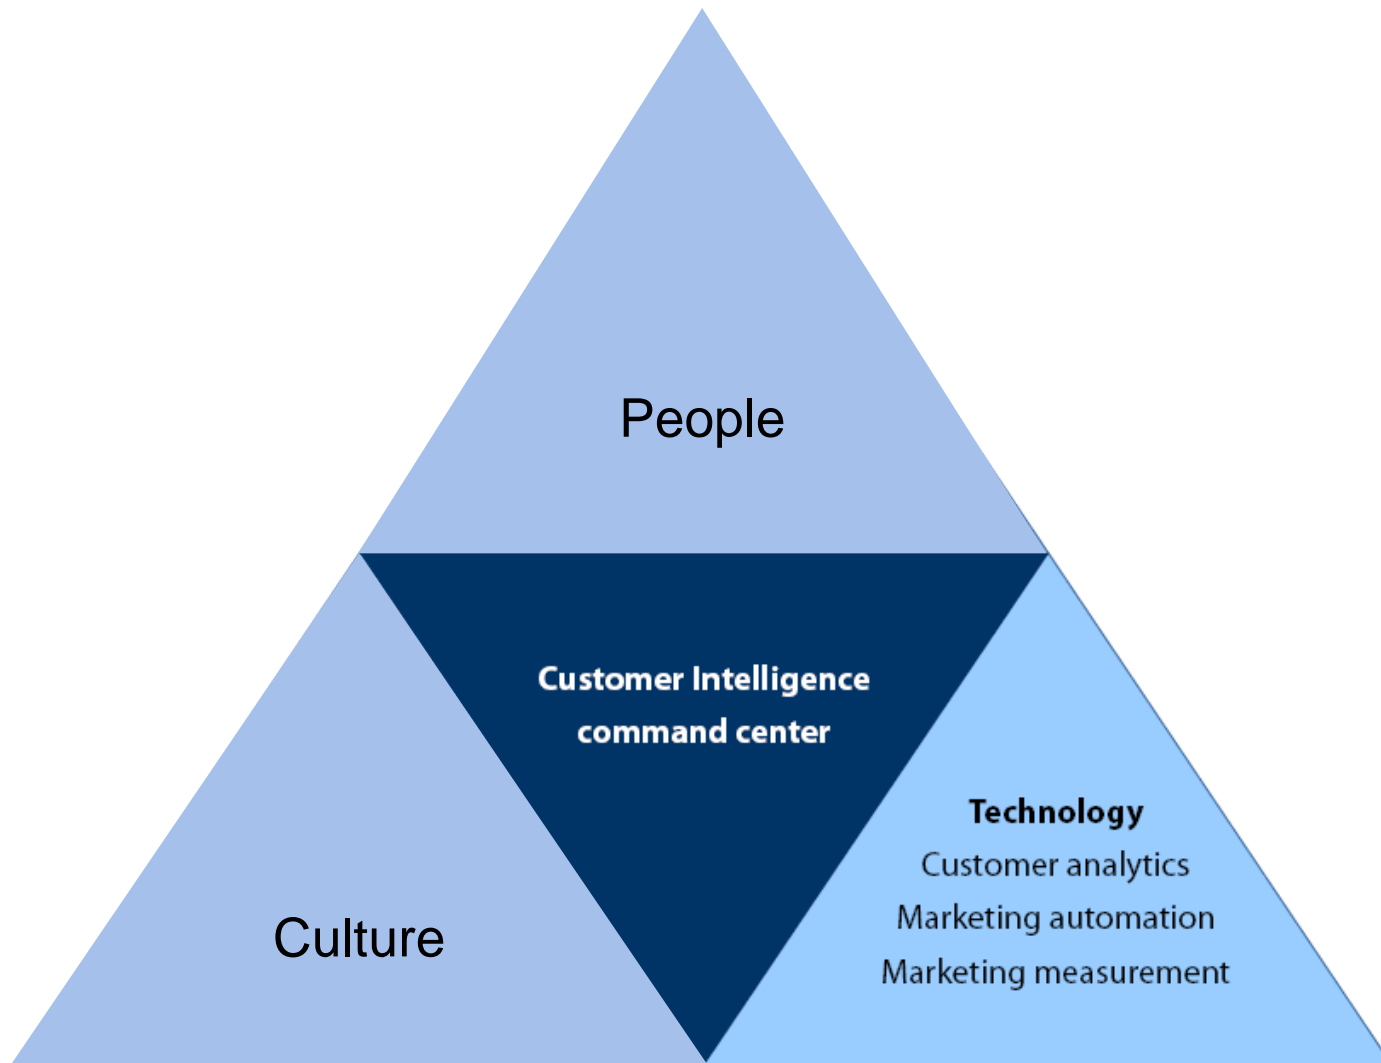 People
Customer Intelligence
command center
Culture
Technology
Customer analytics
Marketing automation
Marketing measurement